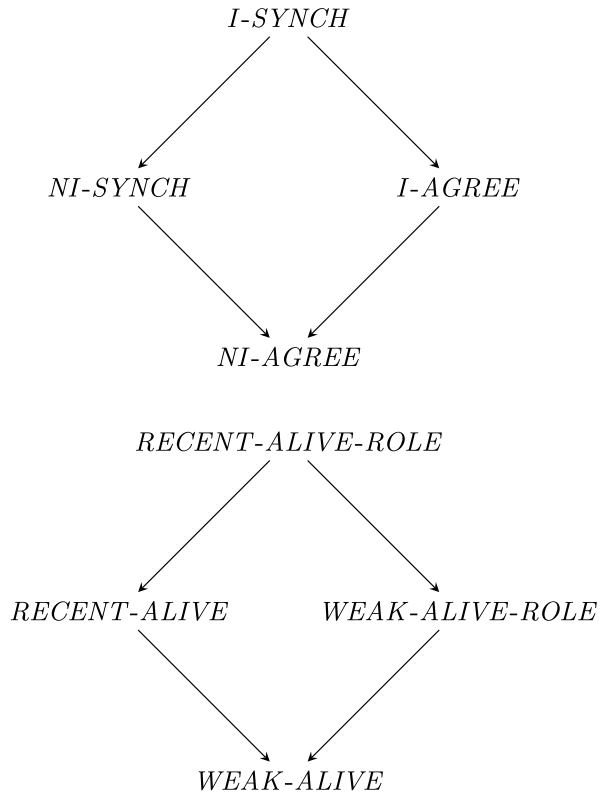 I-SYNCH
NI-SYNCH
I-AGREE
NI-AGREE
RECENT-ALIVE-ROLE
RECENT-ALIVE
WEAK-ALIVE-ROLE
WEAK-ALIVE